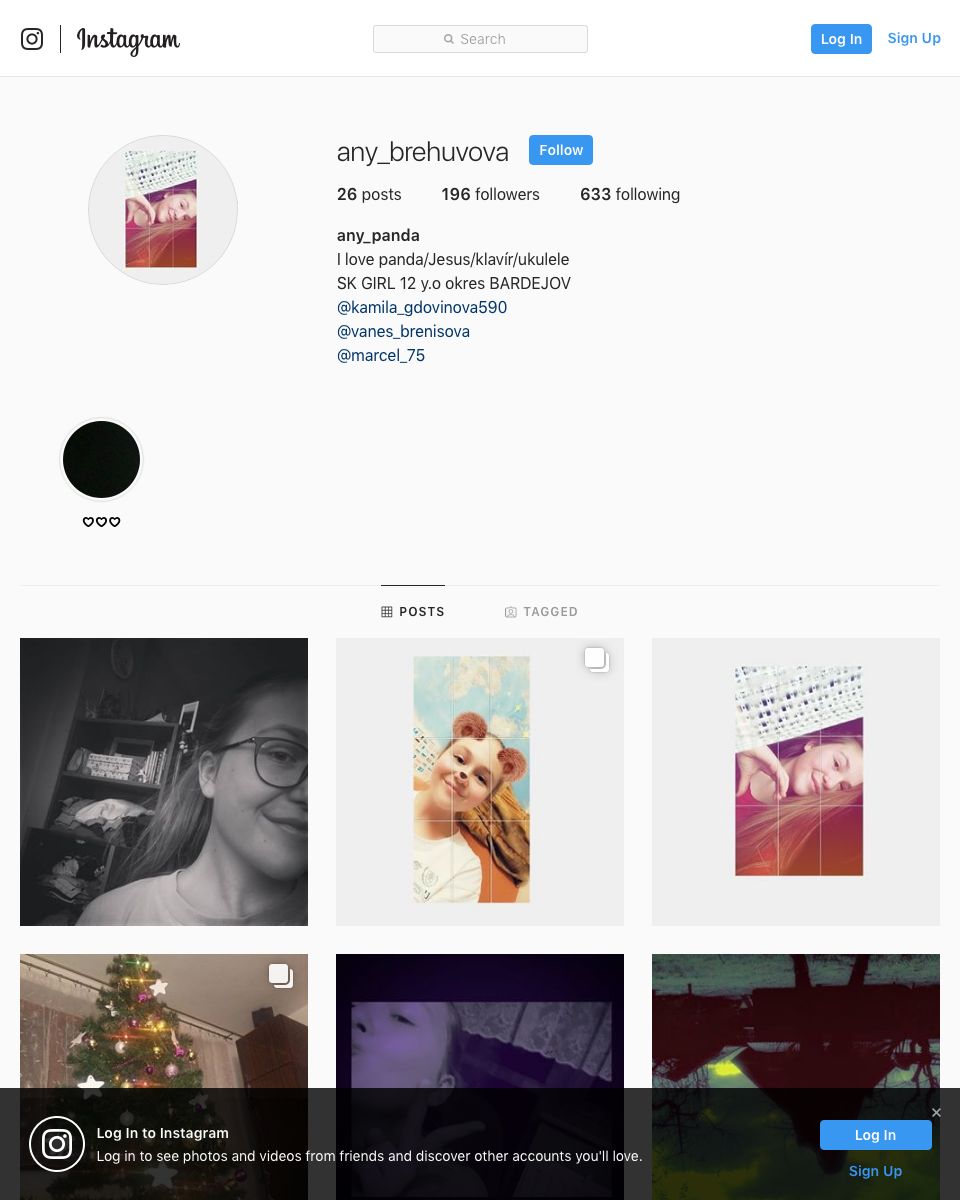 Instagram
Search
Log In
Sign Up
any_brehuvova
Follow
26 posts
196 followers
633 following
any_panda
I love panda/Jesus/klavír/ukulele
SK GIRL 12 y.o okres BARDEJOV
@kamila_gdovinova590
@vanes_brenisova
@marcel_75
♡♡♡
POSTS
TAGGED
Log In to Instagram
Log in to see photos and videos from friends and discover other accounts you'll love.
Log In
Sign Up